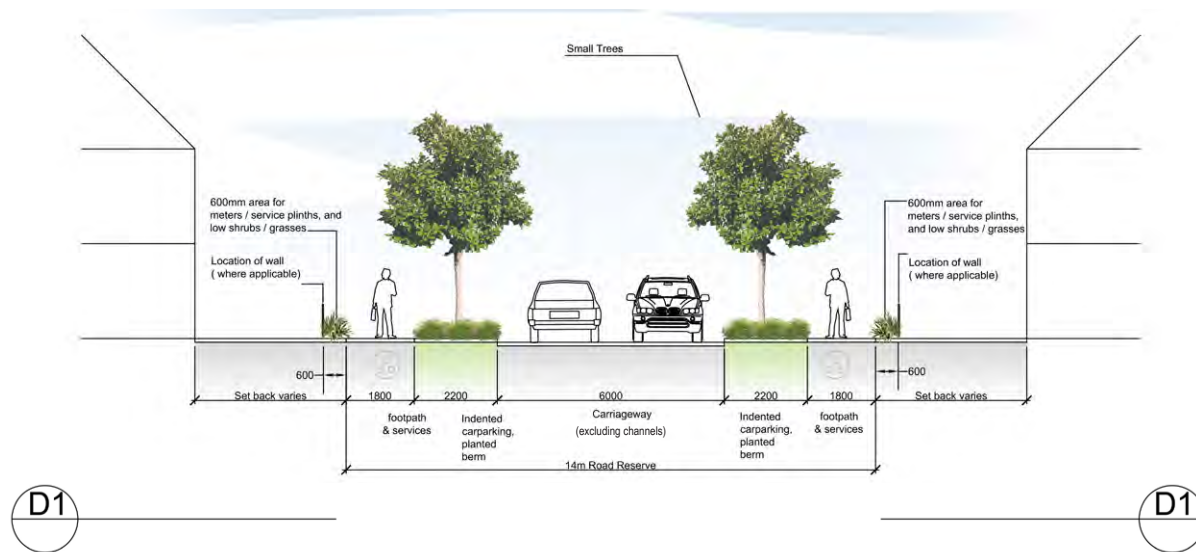 Small Trees
600mm area for
meters / service plinths, and
low shrubs / grasses
600mm area for
meters / service plinths,
and low shrubs / grasses
Location of wall
( where applicable)
Location of wall
( where applicable)
600
600
Set back varies
1800
2200
6000
2200
1800
Set back varies
footpath
& services
Indented
carparking,
planted
berm
Carriageway
(excluding channels)
Indented
carparking,
planted
berm
footpath
& services
14m Road Reserve
D1
D1